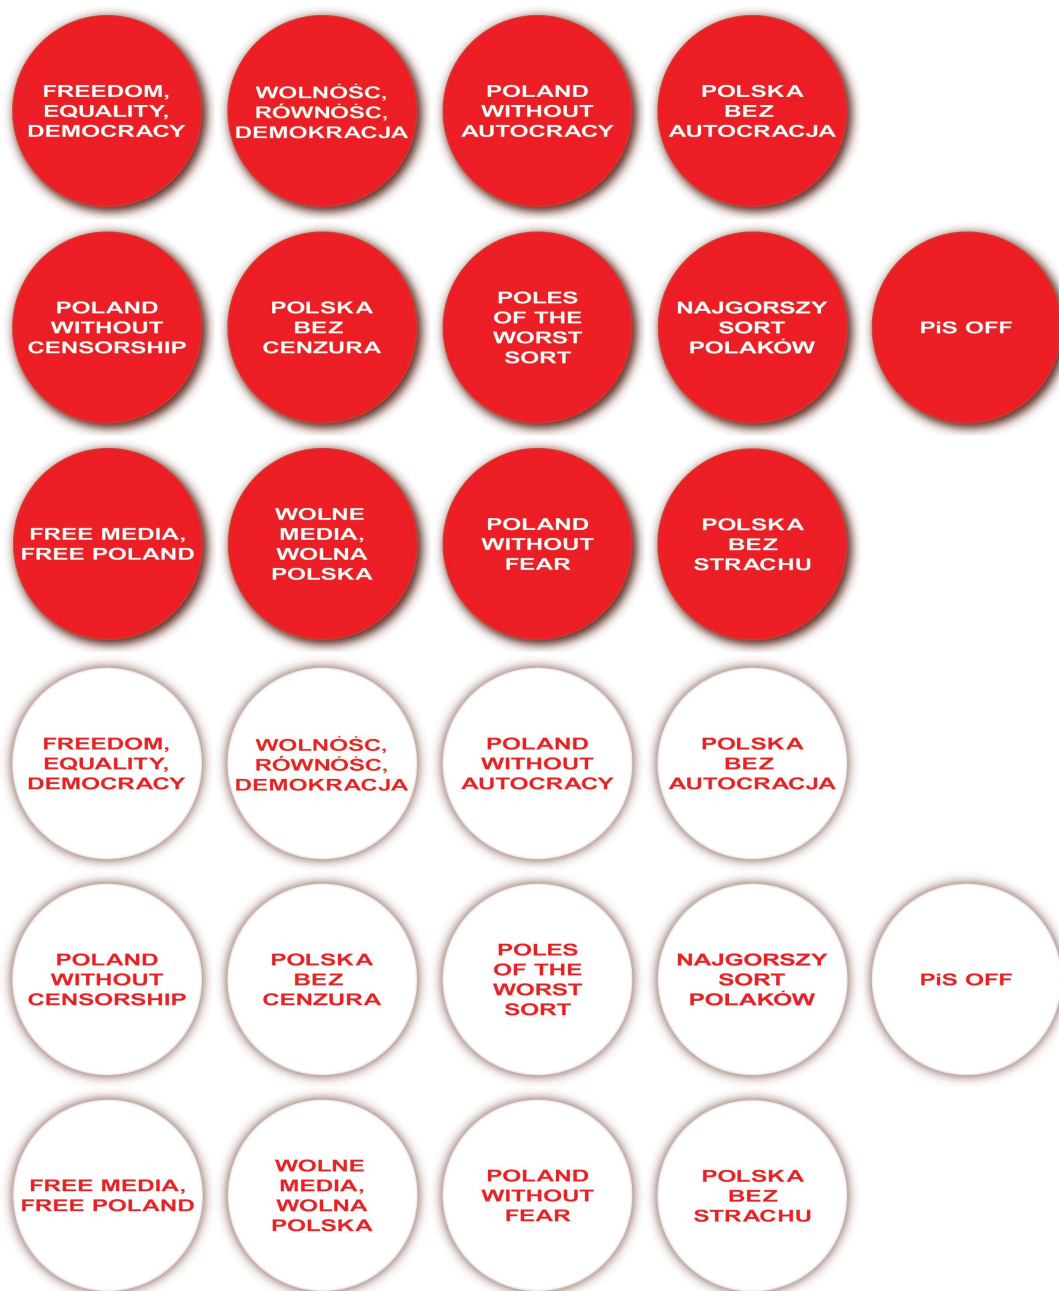 FREEDOM,
EQUALITY,
DEMOCRACY
WOLNÓŚC,
RÓWNÓŚC,
DEMOKRACJA
POLAND
WITHOUT
AUTOCRACY
POLSKA
BEZ
AUTOCRACJA
POLAND
WITHOUT
CENSORSHIP
POLSKA
BEZ
CENZURA
POLES
OF THE
WORST
SORT
NAJGORSZY
SORT
POLAKÓW
PiS OFF
FREE MEDIA,
FREE POLAND
WOLNE
MEDIA,
WOLNA
POLSKA
POLAND
WITHOUT
FEAR
POLSKA
BEZ
STRACHU
FREEDOM,
EQUALITY,
DEMOCRACY
WOLNÓŚC,
RÓWNÓŚC,
DEMOKRACJA
POLAND
WITHOUT
AUTOCRACY
POLSKA
BEZ
AUTOCRACJA
POLAND
WITHOUT
CENSORSHIP
POLSKA
BEZ
CENZURA
POLES
OF THE
WORST
SORT
NAJGORSZY
SORT
POLAKÓW
PiS OFF
FREE MEDIA,
FREE POLAND
WOLNE
MEDIA,
WOLNA
POLSKA
POLAND
WITHOUT
FEAR
POLSKA
BEZ
STRACHU